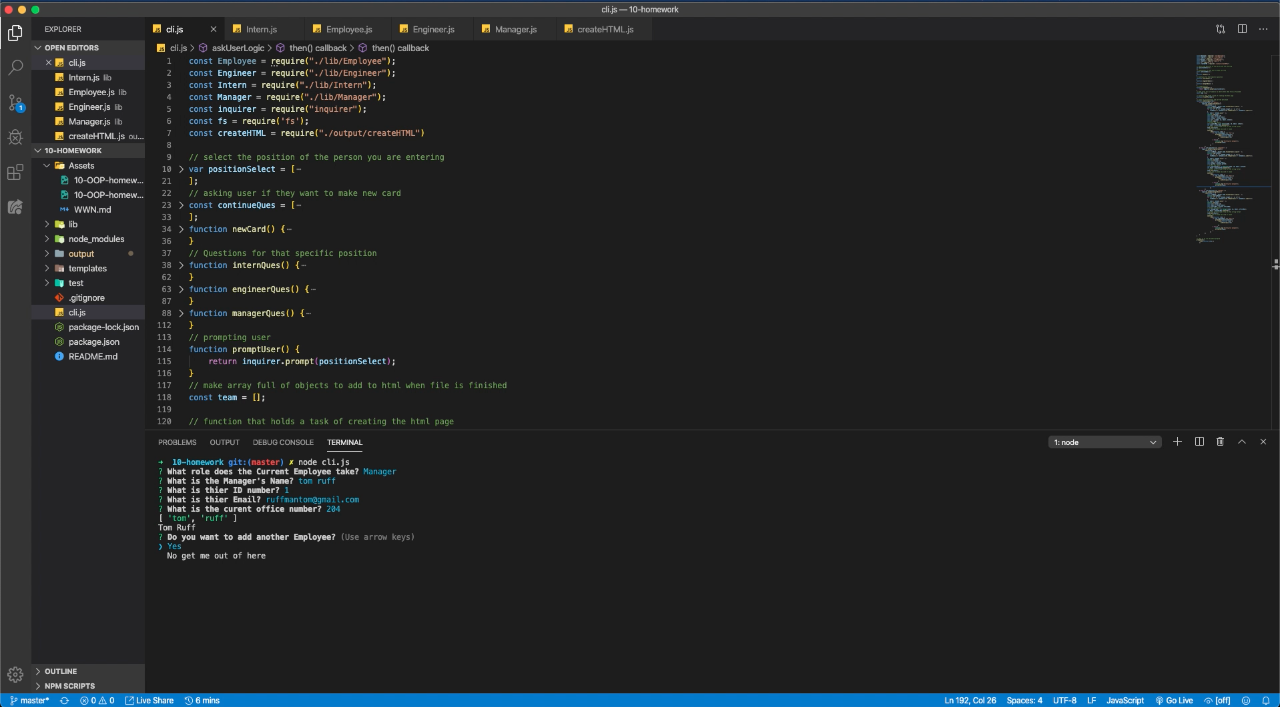 cli.js — 10-homework
EXPLORER
OPEN EDITORS
cli.js
Intern.js lib
Employee.js lib
Engineer.js lib
Manager.js lib
createHTML.js ou...
10-HOMEWORK
Assets
10-OOP-homew...
10-OOP-homew...
WWN.md
lib
node_modules
output
templates
test
.gitignore
cli.js
package-lock.json
package.json
README.md
OUTLINE
NPM SCRIPTS
cli.js
Intern.js
Employee.js
Engineer.js
Manager.js
createHTML.js
cli.js > askUserLogic > then() callback > then() callback
1 const Employee = require("./lib/Employee");
2 const Engineer = require("./lib/Engineer");
3 const Intern = require("./lib/Intern");
4 const Manager = require("./lib/Manager");
5 const inquirer = require("inquirer");
6 const fs = require('fs');
7 const createHTML = require("./output/createHTML")
8
9 // select the position of the person you are entering
10 var positionSelect = [
21 ];
22 // asking user if they want to make new card
23 const continueQues = [
33 ];
34 function newCard() {
36 }
37 // Questions for that specific position
38 function internQues() {
62 }
63 function engineerQues() {
87 }
88 function managerQues() {
112 }
113 // prompting user
114 function promptUser() {
115 return inquirer.prompt(positionSelect);
116 }
117 // make array full of objects to add to html when file is finished
118 const team = [];
119
120 // function that holds a task of creating the html page
PROBLEMS OUTPUT DEBUG CONSOLE TERMINAL
1: node
➜ 10-homework git:(master) ✗ node cli.js
? What role does the Current Employee take? Manager
? What is the Manager's Name? tom ruff
? What is thier ID number? 1
? What is thier Email? ruffmantom@gmail.com
? What is the curent office number? 204
[ 'tom', 'ruff' ]
Tom Ruff
? Do you want to add another Employee? (Use arrow keys)
❯ Yes
No get me out of here
1
master* 0 0 Live Share 6 mins
Ln 192, Col 26 Spaces: 4 UTF-8 LF JavaScript Go Live [off]